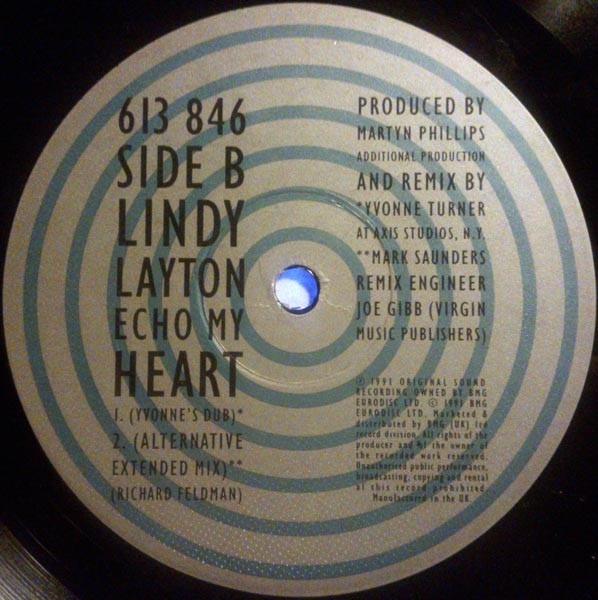 613 846
SIDE B
LINDY
LAYTON
ECHO MY
HEART
1. (YVONNE'S DUB)*
2. (ALTERNATIVE
EXTENDED MIX)**
(RICHARD FELDMAN)
PRODUCED BY
MARTYN PHILLIPS
ADDITIONAL PRODUCTION
AND REMIX BY
*YVONNE TURNER
AT AXIS STUDIOS, N.Y.
**MARK SAUNDERS
REMIX ENGINEER
JOE GIBB (VIRGIN
MUSIC PUBLISHERS)
℗ 1991 ORIGINAL SOUND
RECORDING OWNED BY BMG
EURODISC LTD. © 1991 BMG
EURODISC LTD. Marketed &
distributed by BMG (UK) Ltd
record division. All rights of the
producer and of the owner of
the recorded work reserved.
Unauthorised public performance,
broadcasting, copying and rental
of this record prohibited.
Manufactured in the UK.